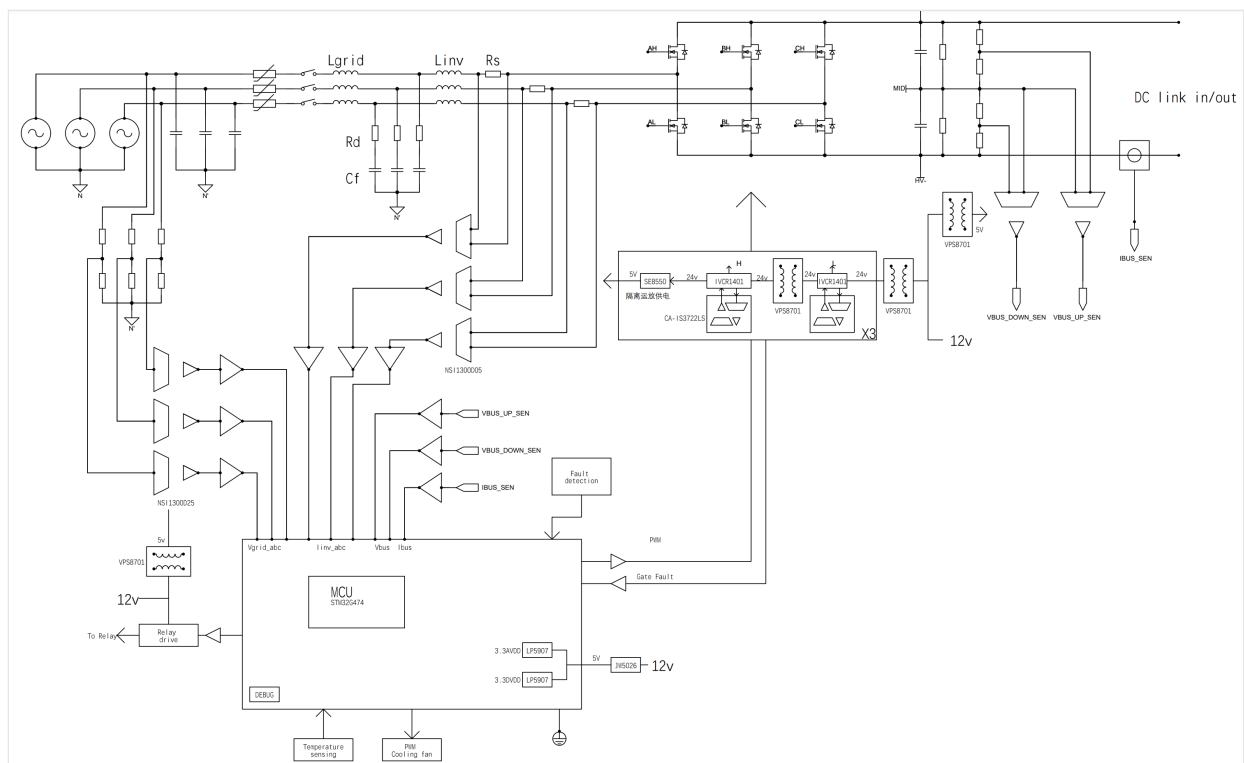 Lgrid
Linv
Rs
AH
BH
CH
MID
DC link in/out
AL
BL
CL
Rd
Cf
N
N'
N'
HV-
N'
VPS8701
5V
IBUS_SEN
5V
SE8550
24v
H
IVCR1401
24v
24v
L
IVCR1401
24v
隔离运放供电
CA-IS3722LS
VPS8701
VPS8701
X3
12v
VBUS_DOWN_SEN
VBUS_UP_SEN
NSI1300D05
VBUS_UP_SEN
VBUS_DOWN_SEN
IBUS_SEN
Fault
detection
NSI1300D25
5v
VPS8701
12v
Vgrid_abc
Iinv_abc
Vbus
Ibus
PWM
Gate Fault
MCU
STM32G474
To Relay
Relay
drive
3.3AVDD
LP5907
5V
JW5026
12v
3.3DVDD
LP5907
DEBUG
Temperature
sensing
PWM
Cooling fan